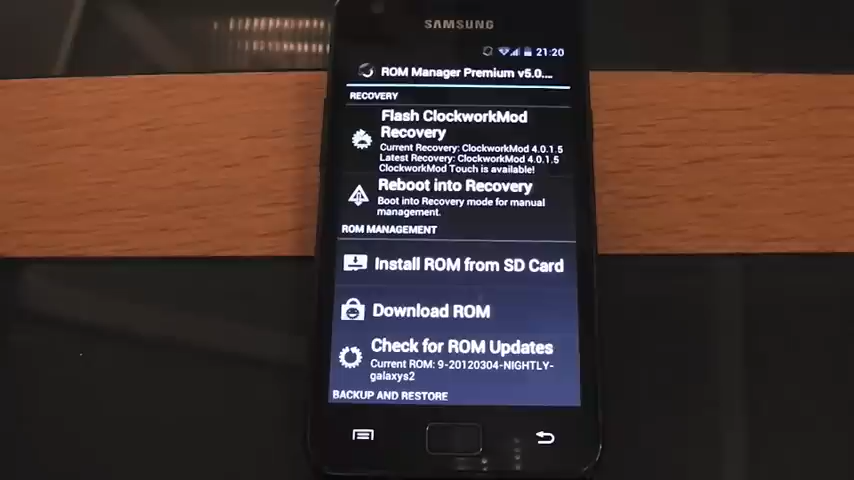 SAMSUNG
21:20
ROM Manager Premium v5.0....
RECOVERY
Flash ClockworkMod
Recovery
Current Recovery: ClockworkMod 4.0.1.5
Latest Recovery: ClockworkMod 4.0.1.5
ClockworkMod Touch is available!
Reboot into Recovery
Boot into Recovery mode for manual
management.
ROM MANAGEMENT
Install ROM from SD Card
Download ROM
Check for ROM Updates
Current ROM: 9-20120304-NIGHTLY-
galaxys2
BACKUP AND RESTORE